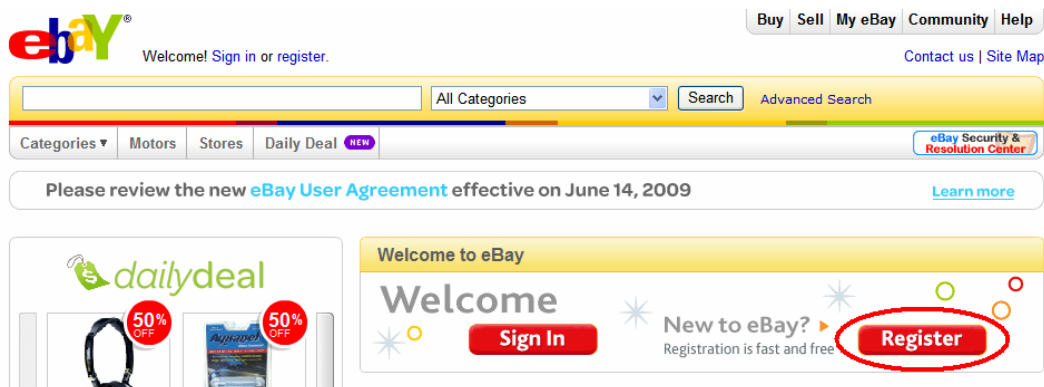 Buy Sell My eBay Community Help
ebaY®
Welcome! Sign in or register.
Contact us | Site Map
All Categories
Search
Advanced Search
Categories ▼ Motors Stores Daily Deal NEW
eBay Security &
Resolution Center
Please review the new eBay User Agreement effective on June 14, 2009
Learn more
dailydeal
50% OFF
50% OFF
Aquapel
Welcome to eBay
Welcome
Sign In
New to eBay?
Registration is fast and free
Register